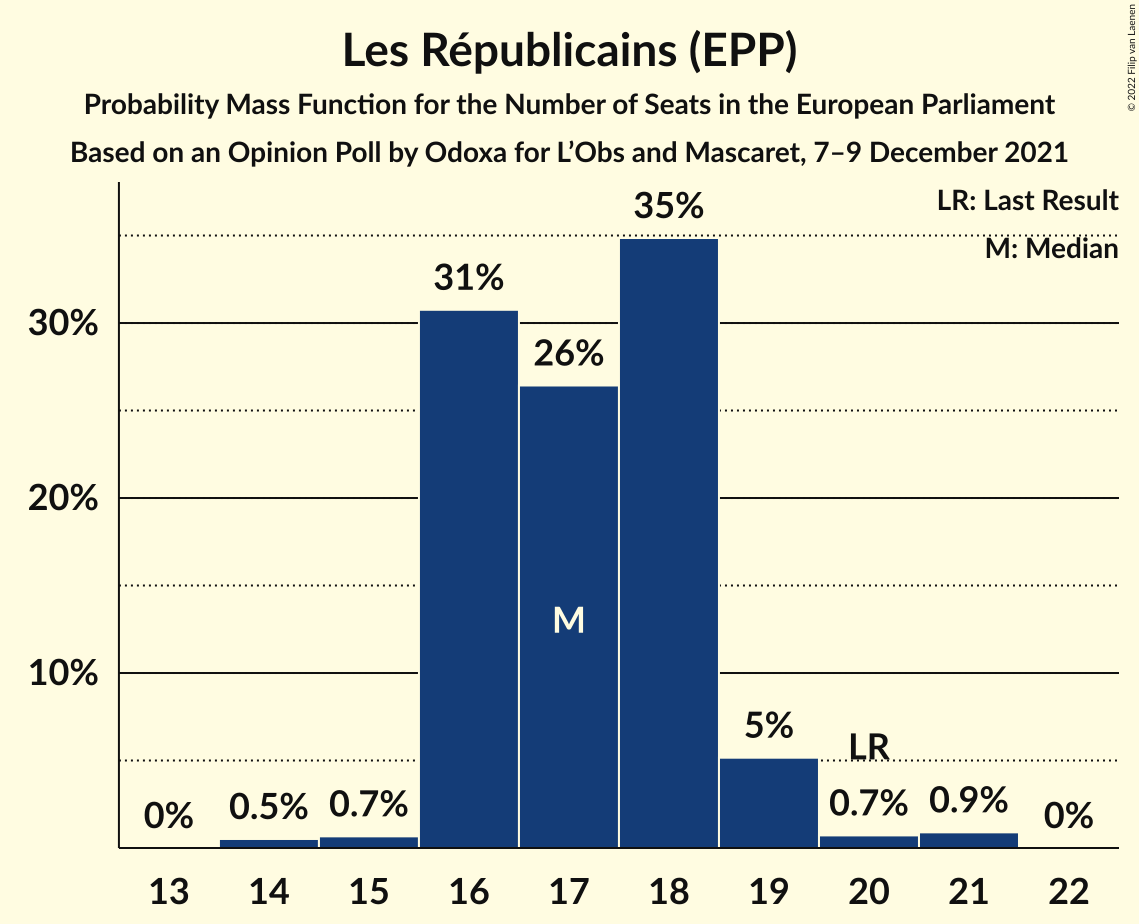 Les Républicains (EPP)
Probability Mass Function for the Number of Seats in the European Parliament
Based on an Opinion Poll by Odoxa for L’Obs and Mascaret, 7–9 December 2021
© 2022 Filip van Laenen
LR: Last Result
M: Median
35%
31%
30%
26%
20%
M
10%
5%
LR
0%
0.5%
0.7%
0.7%
0.9%
0%
13 14 15 16 17 18 19 20 21 22